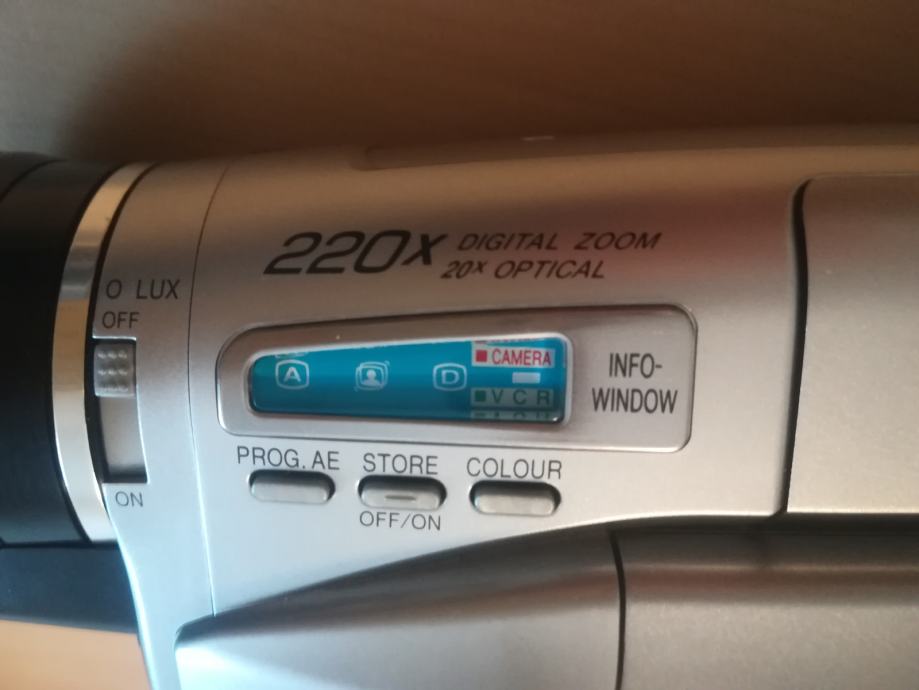 220x DIGITAL ZOOM
20x OPTICAL
0 LUX
OFF
ON
A
D
CAMERA
VCR
INFO-
WINDOW
PROG. AE
STORE
COLOUR
OFF/ON